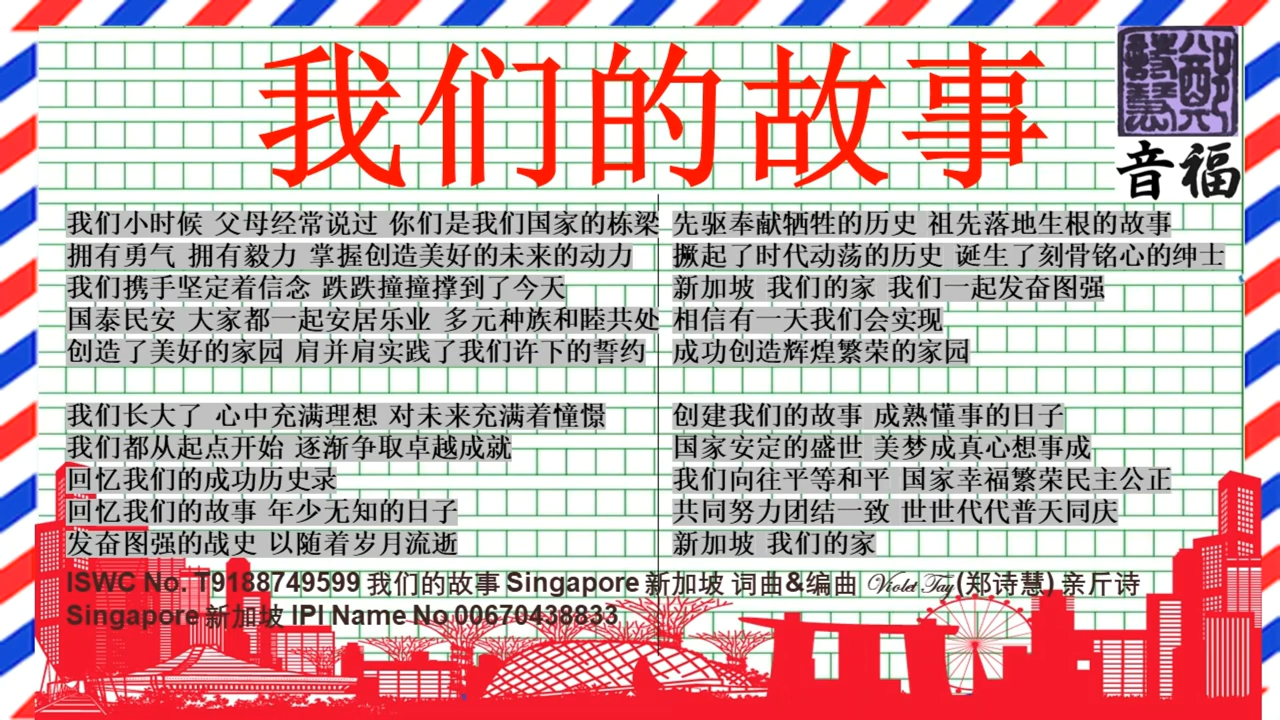 我们的故事
郑诗慧
福音
我们小时候 父母经常说过 你们是我们国家的栋梁
拥有勇气 拥有毅力 掌握创造美好的未来的动力
我们携手坚定着信念 跌跌撞撞撑到了今天
国泰民安 大家都一起安居乐业 多元种族和睦共处
创造了美好的家园 肩并肩实践了我们许下的誓约
我们长大了 心中充满理想 对未来充满着憧憬
我们都从起点开始 逐渐争取卓越成就
回忆我们的成功历史录
回忆我们的故事 年少无知的日子
发奋图强的战史 以随着岁月流逝
先驱奉献牺牲的历史 祖先落地生根的故事
撅起了时代动荡的历史 诞生了刻骨铭心的绅士
新加坡 我们的家 我们一起发奋图强
相信有一天我们会实现
成功创造辉煌繁荣的家园
创建我们的故事 成熟懂事的日子
国家安定的盛世 美梦成真心想事成
我们向往平等和平 国家幸福繁荣民主公正
共同努力团结一致 世世代代普天同庆
新加坡 我们的家
ISWC No. T9188749599 我们的故事 Singapore 新加坡 词曲&编曲 Violet Tay (郑诗慧) 亲斤诗
Singapore 新加坡 IPI Name No.00670438833